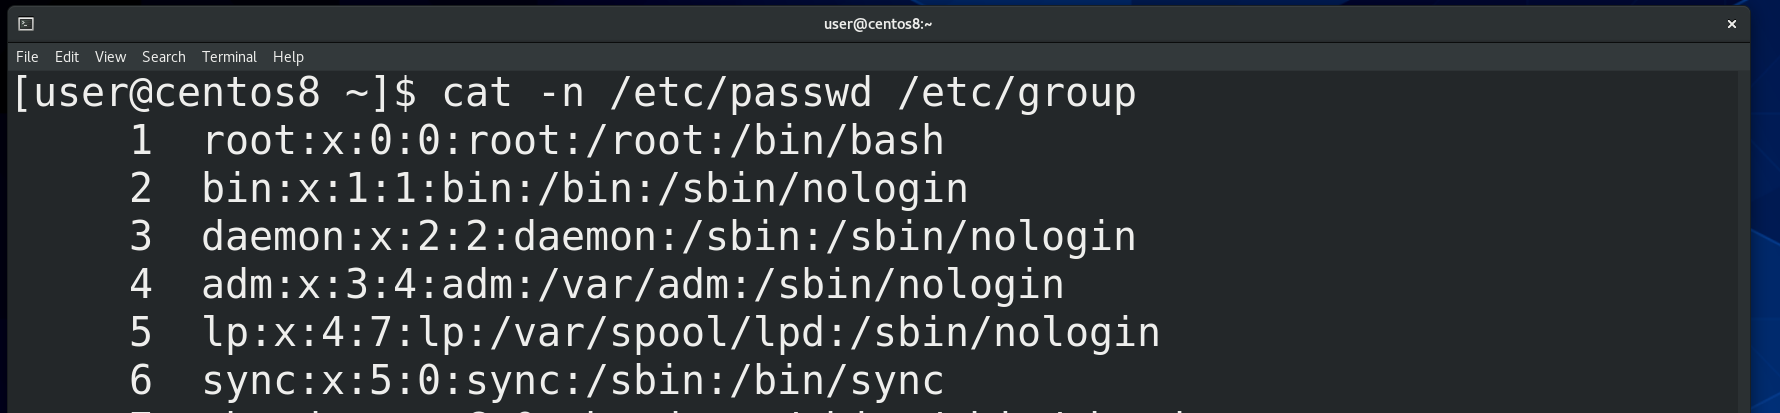 user@centos8:~
File Edit View Search Terminal Help
[user@centos8 ~]$ cat -n /etc/passwd /etc/group
1 root:x:0:0:root:/root:/bin/bash
2 bin:x:1:1:bin:/bin:/sbin/nologin
3 daemon:x:2:2:daemon:/sbin:/sbin/nologin
4 adm:x:3:4:adm:/var/adm:/sbin/nologin
5 lp:x:4:7:lp:/var/spool/lpd:/sbin/nologin
6 sync:x:5:0:sync:/sbin:/bin/sync